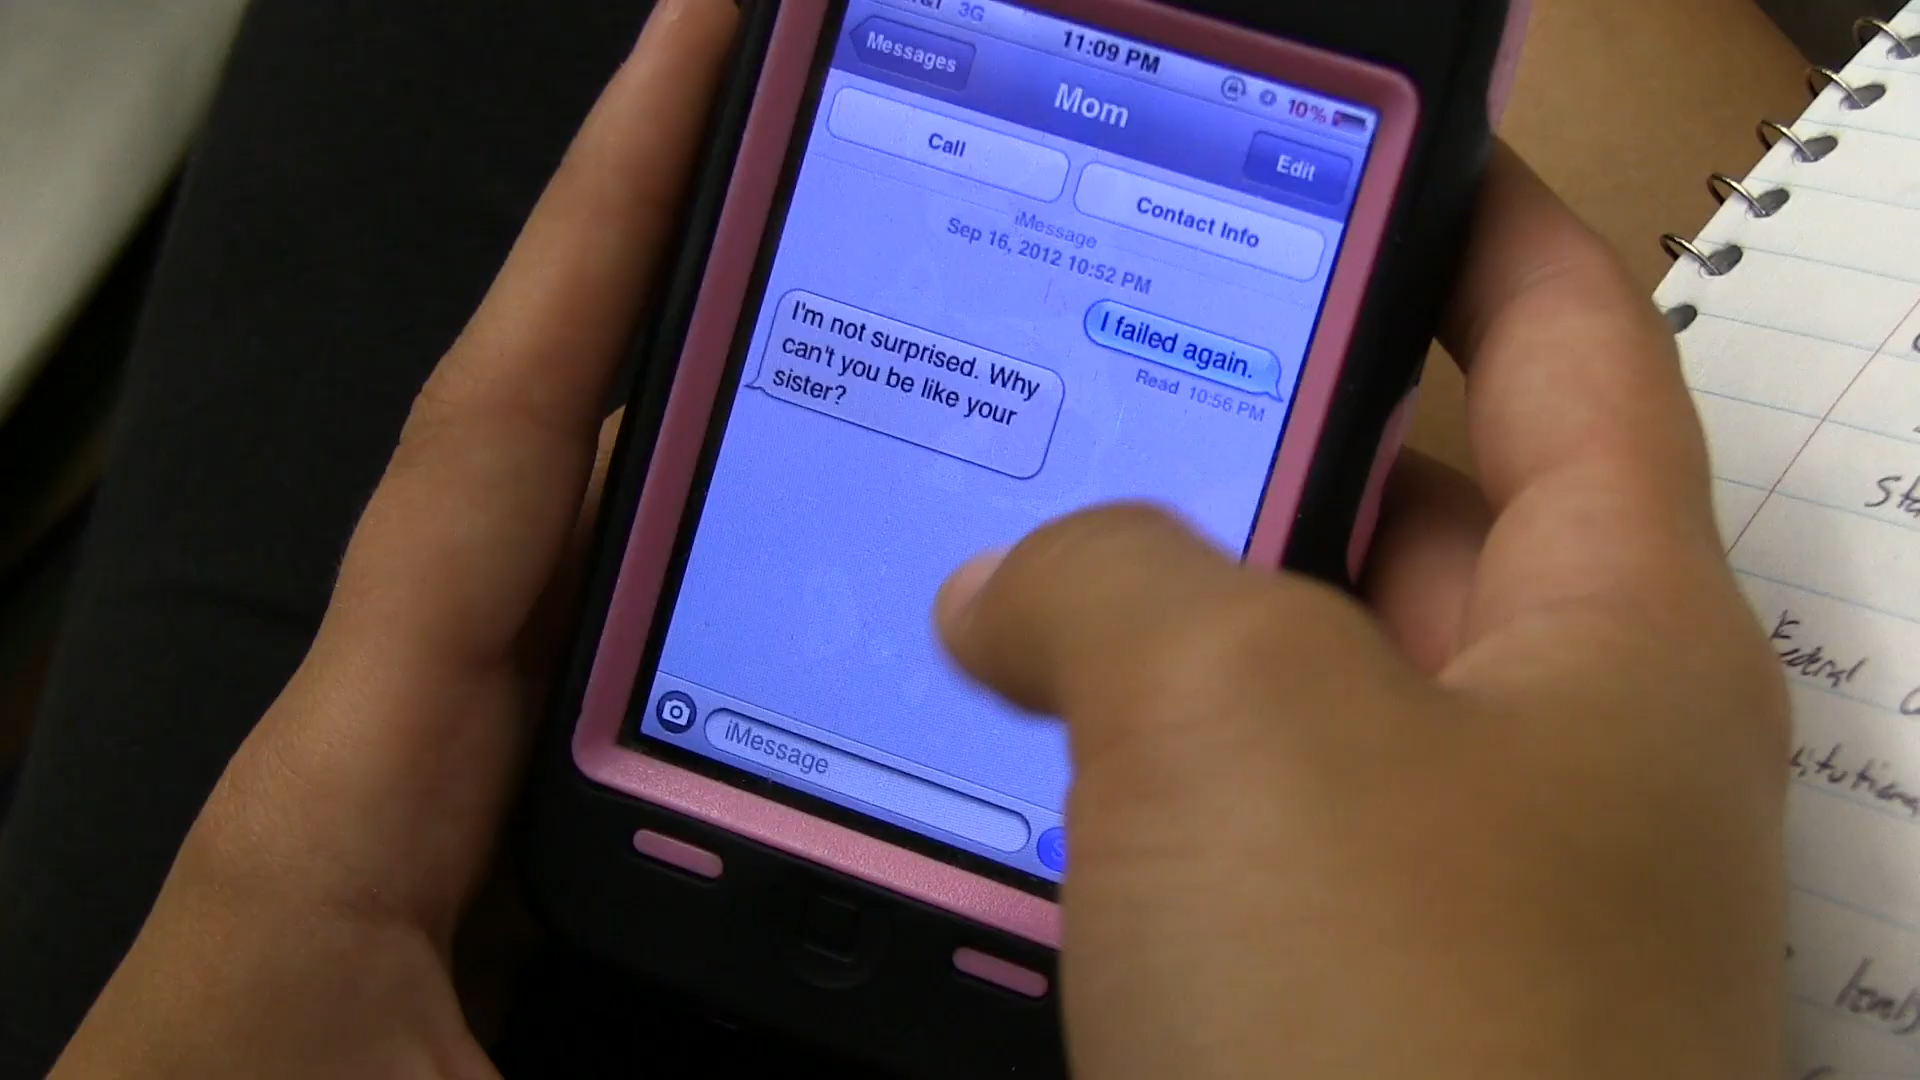 3G
11:09 PM
10%
Messages
Mom
Edit
Call
Contact Info
iMessage
Sep 16, 2012 10:52 PM
I failed again.
Read 10:56 PM
I'm not surprised. Why
can't you be like your
sister?
iMessage
Federal